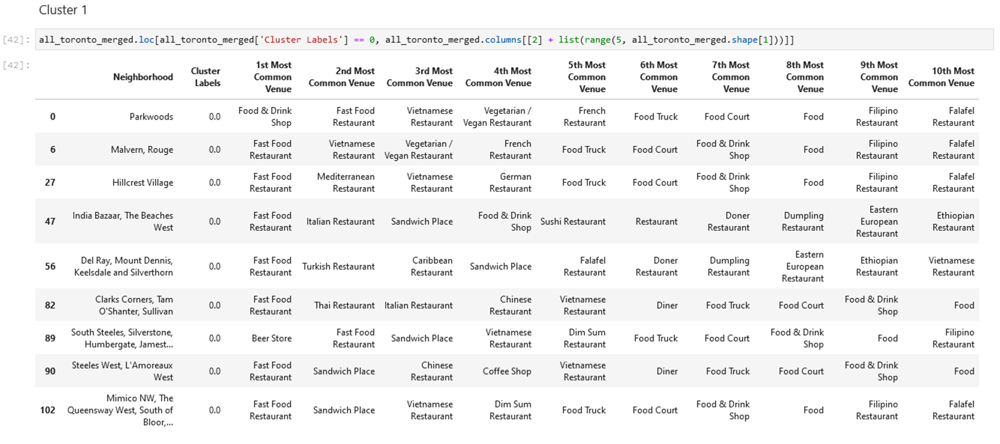 Cluster 1
[42]: all_toronto_merged.loc[all_toronto_merged['Cluster Labels'] == 0, all_toronto_merged.columns[[2] + list(range(5, all_toronto_merged.shape[1]))]]
[42]:
Neighborhood Cluster Labels 1st Most Common Venue 2nd Most Common Venue 3rd Most Common Venue 4th Most Common Venue 5th Most Common Venue 6th Most Common Venue 7th Most Common Venue 8th Most Common Venue 9th Most Common Venue 10th Most Common Venue
0 Parkwoods 0.0 Food & Drink Shop Fast Food Restaurant Vietnamese Restaurant Vegetarian / Vegan Restaurant French Restaurant Food Truck Food Court Food Filipino Restaurant Falafel Restaurant
6 Malvern, Rouge 0.0 Fast Food Restaurant Vietnamese Restaurant Vegetarian / Vegan Restaurant French Restaurant Food Truck Food Court Food & Drink Shop Food Filipino Restaurant Falafel Restaurant
27 Hillcrest Village 0.0 Fast Food Restaurant Mediterranean Restaurant Vietnamese Restaurant German Restaurant Food Truck Food Court Food & Drink Shop Food Filipino Restaurant Falafel Restaurant
47 India Bazaar, The Beaches West 0.0 Fast Food Restaurant Italian Restaurant Sandwich Place Food & Drink Shop Sushi Restaurant Restaurant Doner Restaurant Dumpling Restaurant Eastern European Restaurant Ethiopian Restaurant
56 Del Ray, Mount Dennis, Keelsdale and Silverthorn 0.0 Fast Food Restaurant Turkish Restaurant Caribbean Restaurant Sandwich Place Falafel Restaurant Doner Restaurant Dumpling Restaurant Eastern European Restaurant Ethiopian Restaurant Vietnamese Restaurant
82 Clarks Corners, Tam O'Shanter, Sullivan 0.0 Fast Food Restaurant Thai Restaurant Italian Restaurant Chinese Restaurant Vietnamese Restaurant Diner Food Truck Food Court Food & Drink Shop Food
89 South Steeles, Silverstone, Humbergate, Jamest... 0.0 Beer Store Fast Food Restaurant Sandwich Place Vietnamese Restaurant Dim Sum Restaurant Food Truck Food Court Food & Drink Shop Food Filipino Restaurant
90 Steeles West, L'Amoreaux West 0.0 Fast Food Restaurant Sandwich Place Chinese Restaurant Coffee Shop Vietnamese Restaurant Diner Food Truck Food Court Food & Drink Shop Food
102 Mimico NW, The Queensway West, South of Bloor,... 0.0 Fast Food Restaurant Sandwich Place Vietnamese Restaurant Dim Sum Restaurant Food Truck Food Court Food & Drink Shop Food Filipino Restaurant Falafel Restaurant